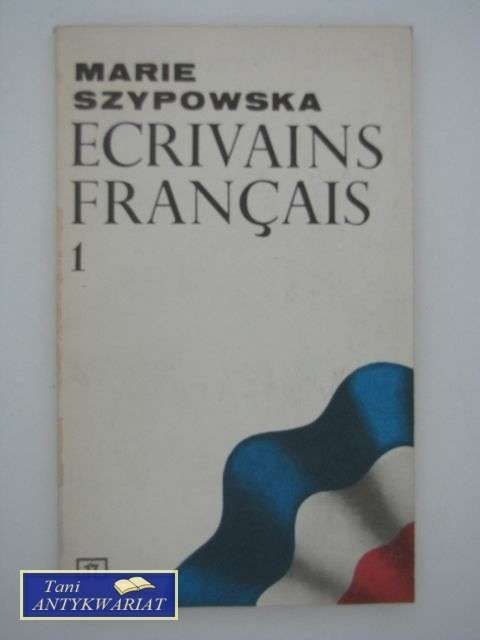 MARIE
SZYPOWSKA
ECRIVAINS
FRANÇAIS
1
Tani
ANTYKWARIAT